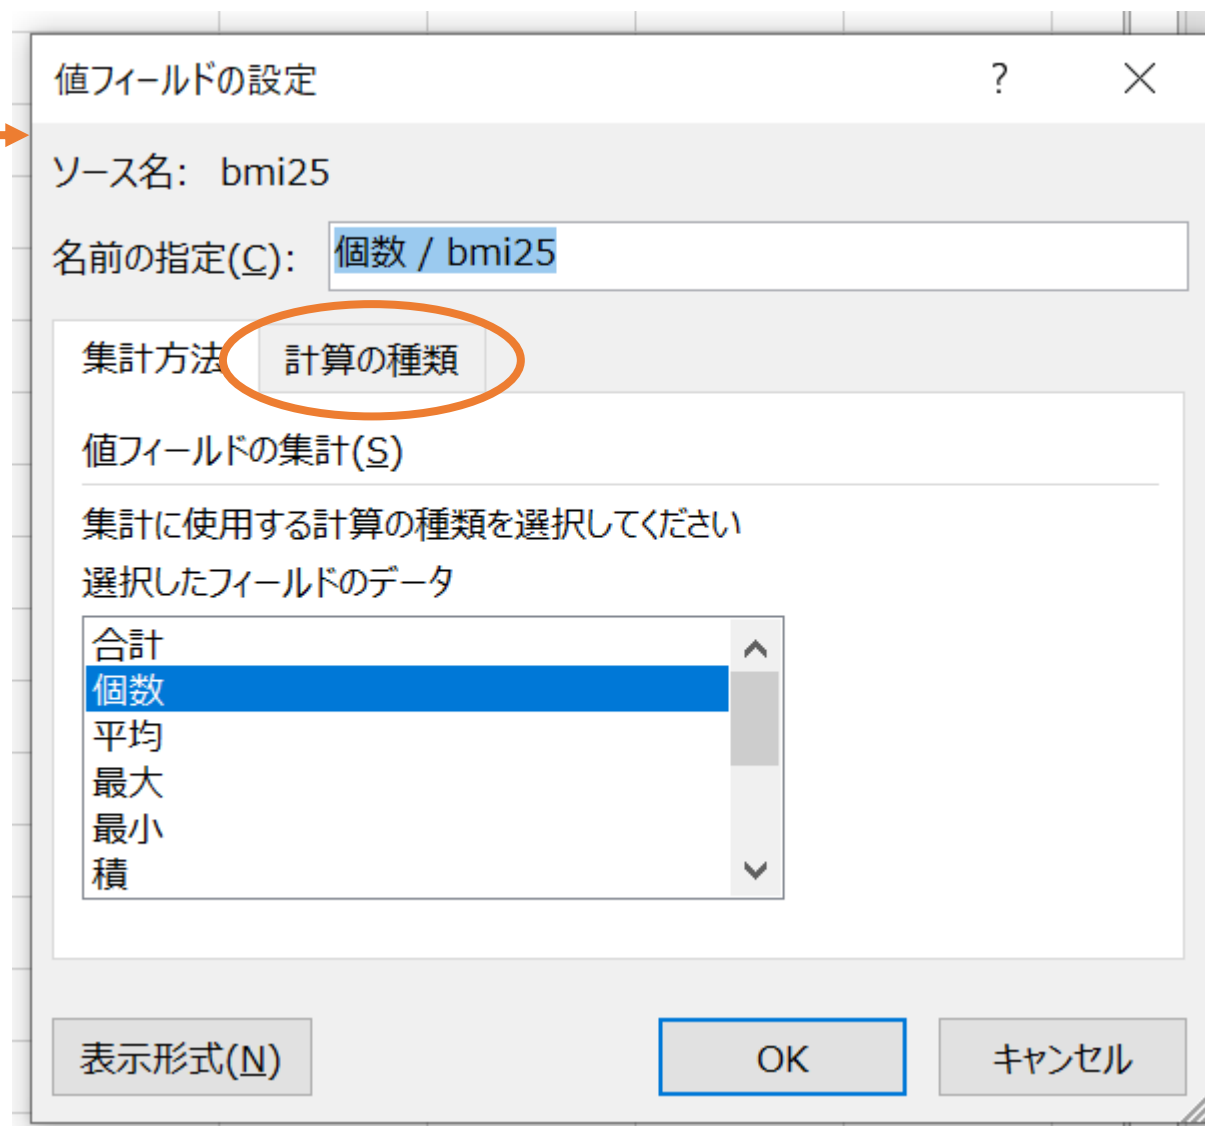 値フィールドの設定 ?
ソース名: bmi25
名前の指定(C): 個数 / bmi25
集計方法 計算の種類
値フィールドの集計(S)
集計に使用する計算の種類を選択してください
選択したフィールドのデータ
合計
個数
平均
最大
最小
積
表示形式(N) OK キャンセル